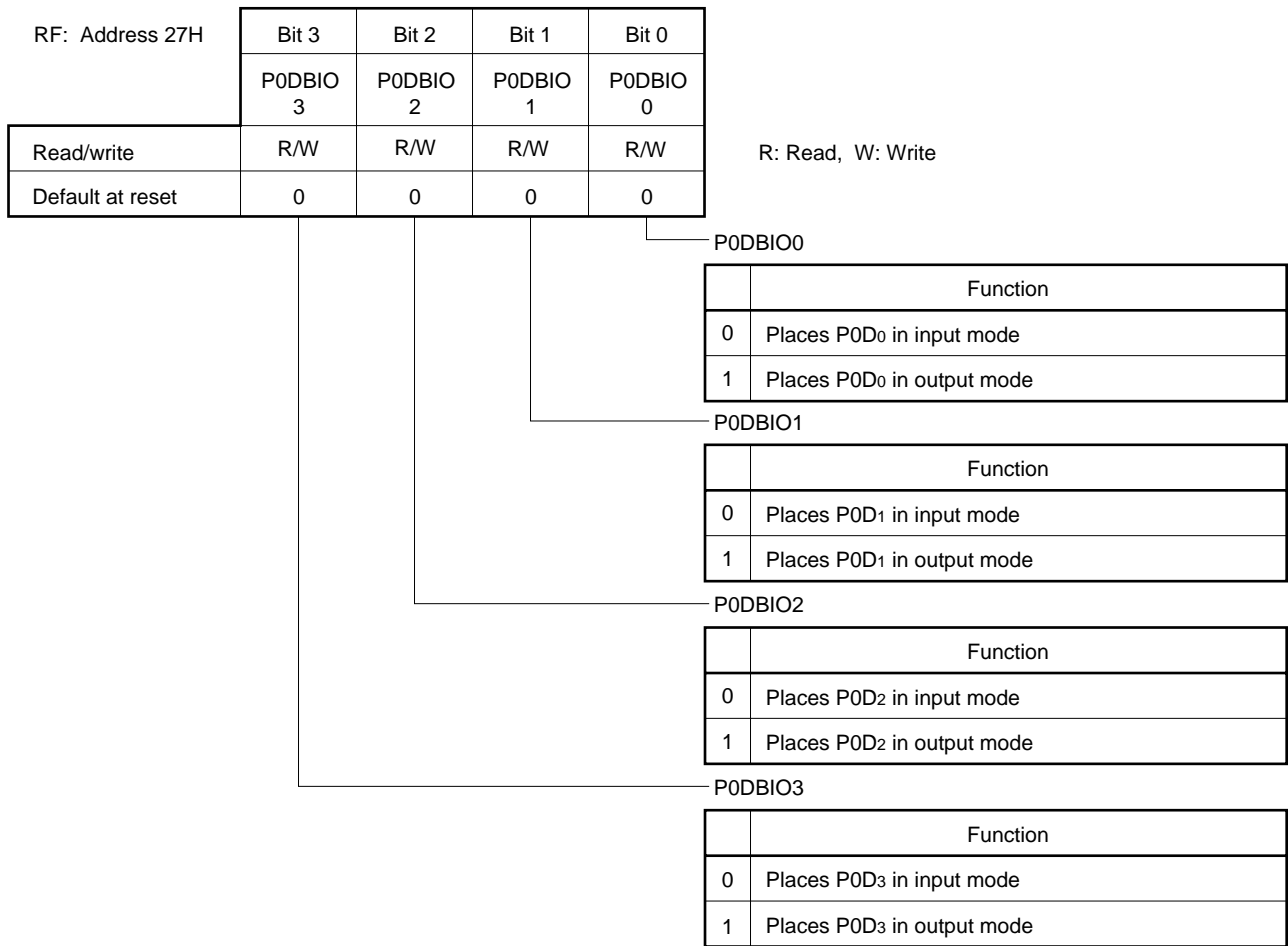 RF: Address 27H Bit 3 Bit 2 Bit 1 Bit 0
P0DBIO 3 P0DBIO 2 P0DBIO 1 P0DBIO 0
Read/write R/W R/W R/W R/W
R: Read, W: Write
Default at reset 0 0 0 0
P0DBIO0
Function
0 Places P0D0 in input mode
1 Places P0D0 in output mode
P0DBIO1
Function
0 Places P0D1 in input mode
1 Places P0D1 in output mode
P0DBIO2
Function
0 Places P0D2 in input mode
1 Places P0D2 in output mode
P0DBIO3
Function
0 Places P0D3 in input mode
1 Places P0D3 in output mode